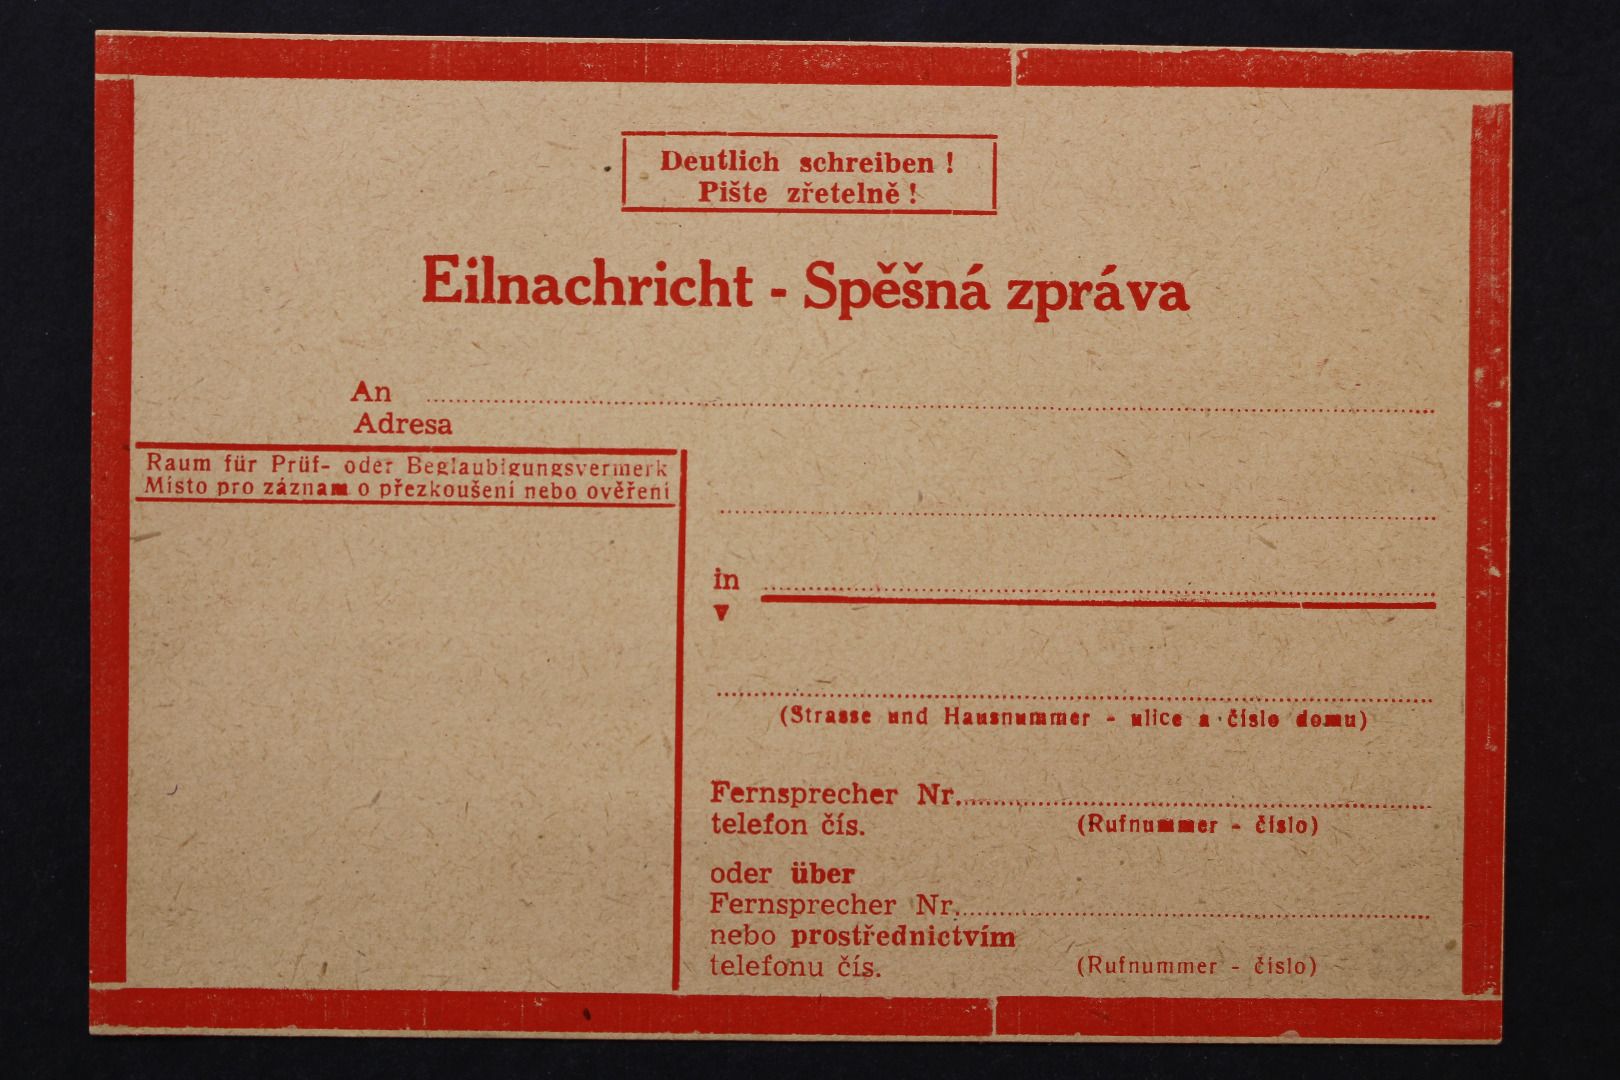 Deutlich schreiben !
Pište zřetelně !
Eilnachricht - Spěšná zpráva
An
Adresa
Raum für Prüf- oder Beglaubigungsvermerk
Místo pro záznam o přezkoušení nebo ověření
in
v
(Strasse und Hausnummer - ulice a číslo domu)
Fernsprecher Nr.
telefon čís.
(Rufnummer - číslo)
oder über
Fernsprecher Nr.
nebo prostřednictvím
telefonu čís.
(Rufnummer - číslo)